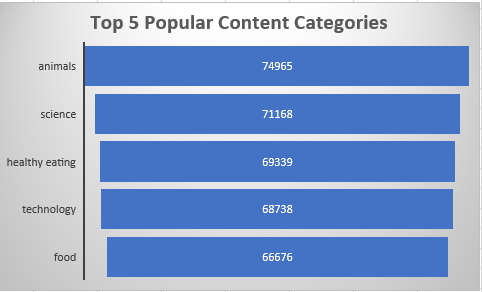 Top 5 Popular Content Categories
animals 74965
science 71168
healthy eating 69339
technology 68738
food 66676